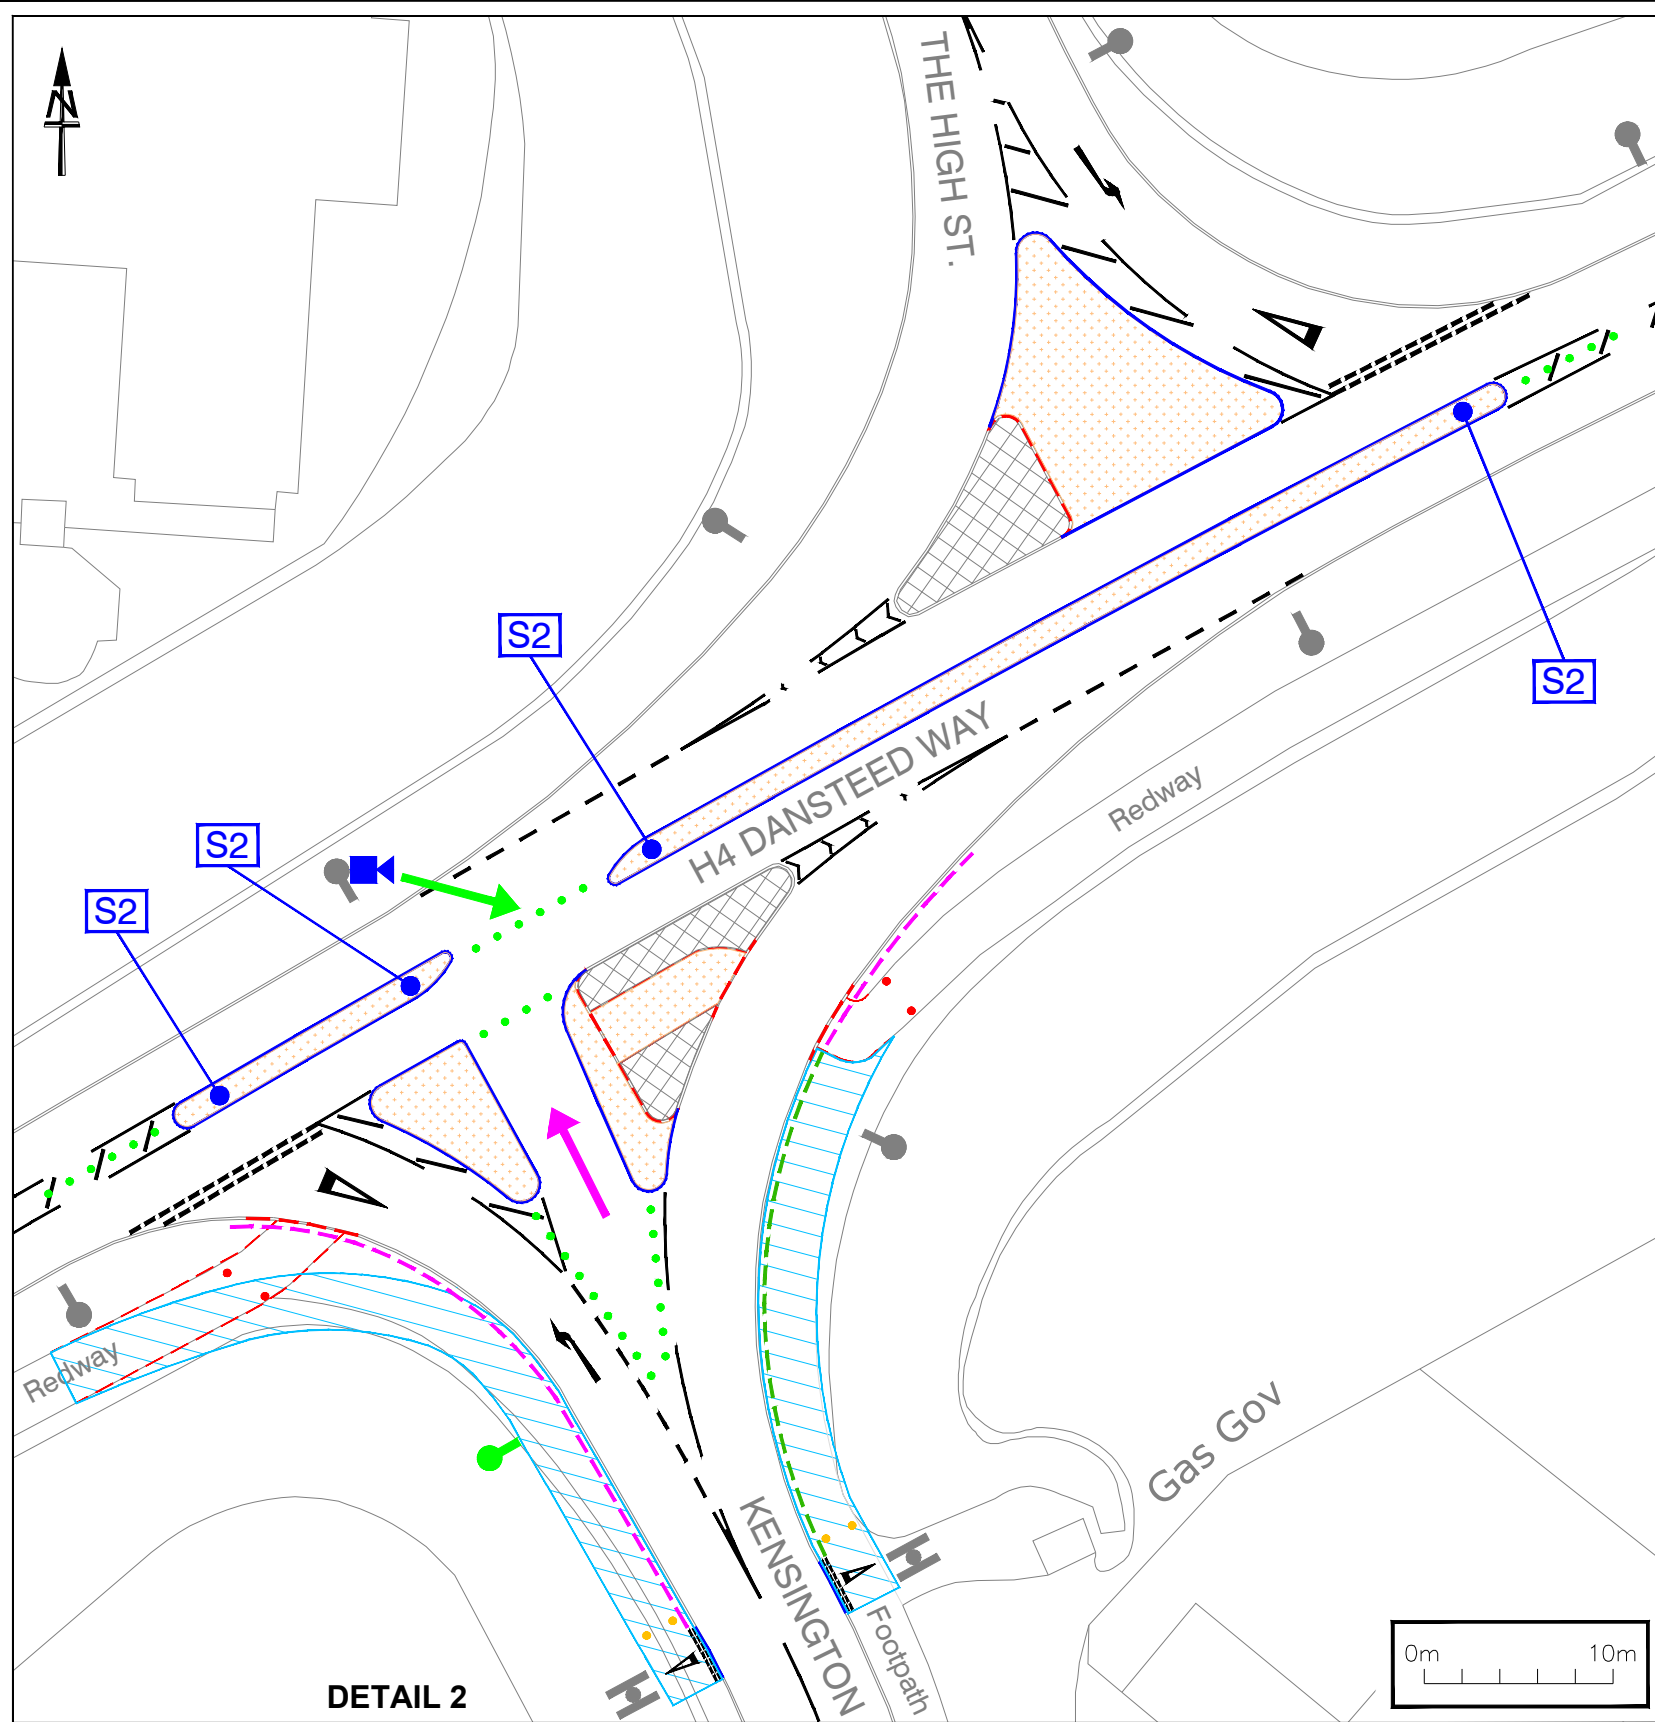 N
THE HIGH ST.
S2
S2
S2
S2
H4 DANSTEED WAY
Redway
Redway
Gas Gov
KENSINGTON
Footpath
DETAIL 2
0m 10m